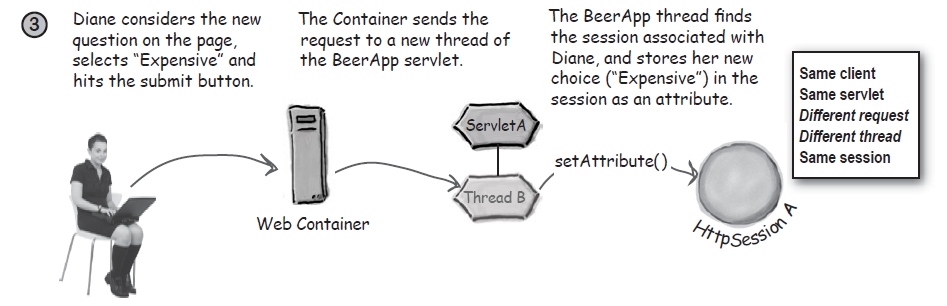 3
Diane considers the new
question on the page,
selects “Expensive” and
hits the submit button.
The Container sends the
request to a new thread of
the BeerApp servlet.
The BeerApp thread finds
the session associated with
Diane, and stores her new
choice (“Expensive”) in the
session as an attribute.
Same client
Same servlet
Different request
Different thread
Same session
ServletA
setAttribute()
Thread B
Web Container
HttpSession A